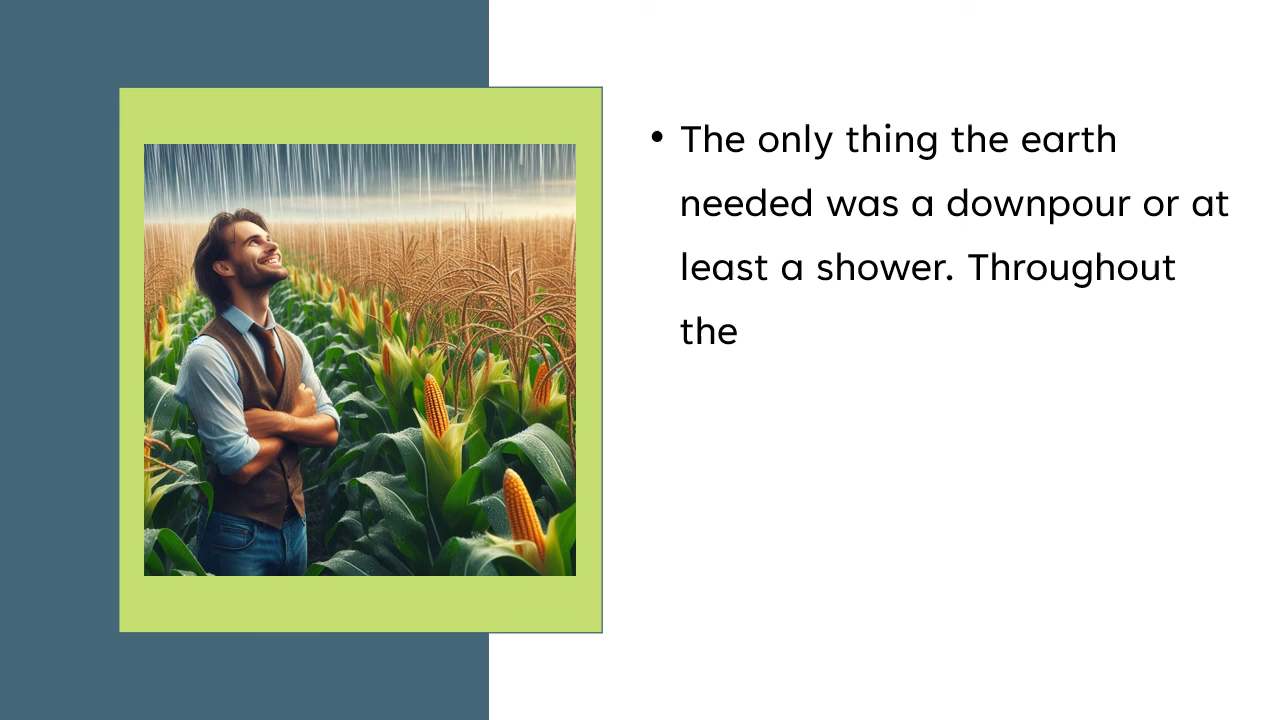 • The only thing the earth
needed was a downpour or at
least a shower. Throughout
the